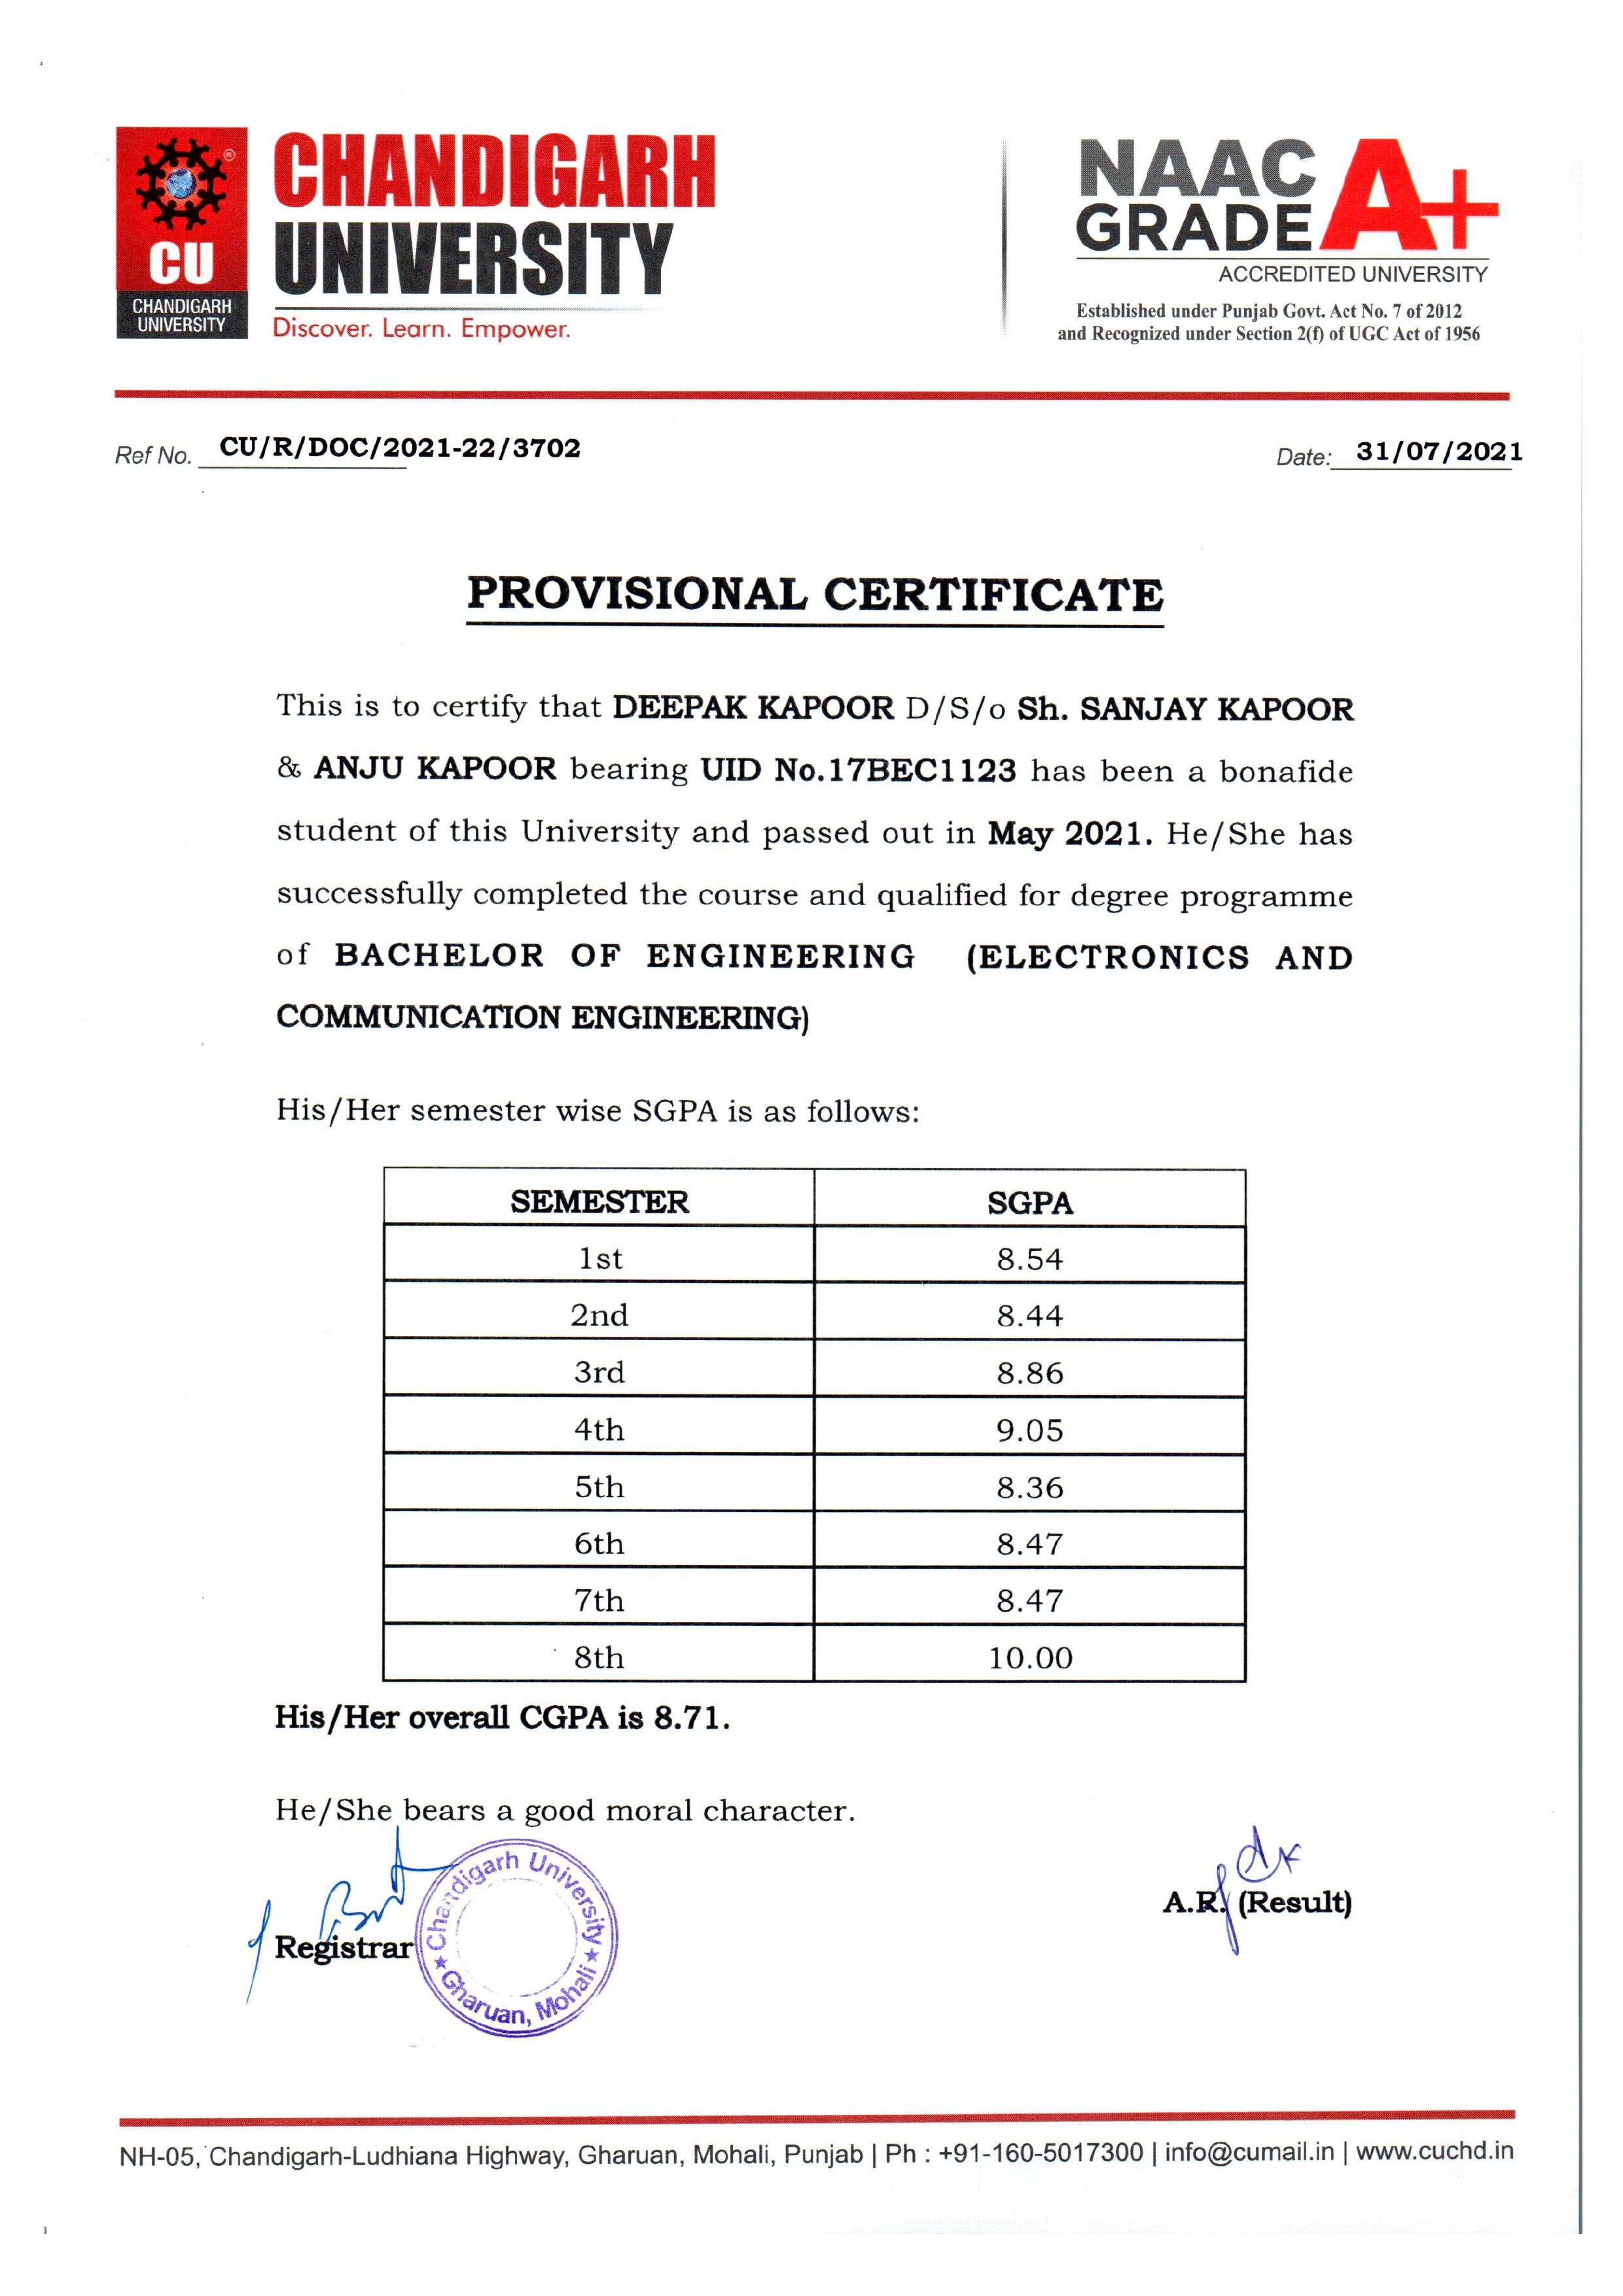 CU
CHANDIGARH
UNIVERSITY
®
CHANDIGARH
UNIVERSITY
Discover. Learn. Empower.
NAAC
GRADE A+
ACCREDITED UNIVERSITY
Established under Punjab Govt. Act No. 7 of 2012
and Recognized under Section 2(f) of UGC Act of 1956
Ref No. CU/R/DOC/2021-22/3702
Date: 31/07/2021
PROVISIONAL CERTIFICATE
This is to certify that DEEPAK KAPOOR D/S/o Sh. SANJAY KAPOOR
& ANJU KAPOOR bearing UID No.17BEC1123 has been a bonafide
student of this University and passed out in May 2021. He/She has
successfully completed the course and qualified for degree programme
of BACHELOR OF ENGINEERING (ELECTRONICS AND
COMMUNICATION ENGINEERING)
His/Her semester wise SGPA is as follows:
SEMESTER SGPA
1st 8.54
2nd 8.44
3rd 8.86
4th 9.05
5th 8.36
6th 8.47
7th 8.47
8th 10.00
His/Her overall CGPA is 8.71.
He/She bears a good moral character.
Registrar
Chandigarh University
★ Gharuan, Mohali ★
A.R. (Result)
NH-05, Chandigarh-Ludhiana Highway, Gharuan, Mohali, Punjab | Ph : +91-160-5017300 | info@cumail.in | www.cuchd.in